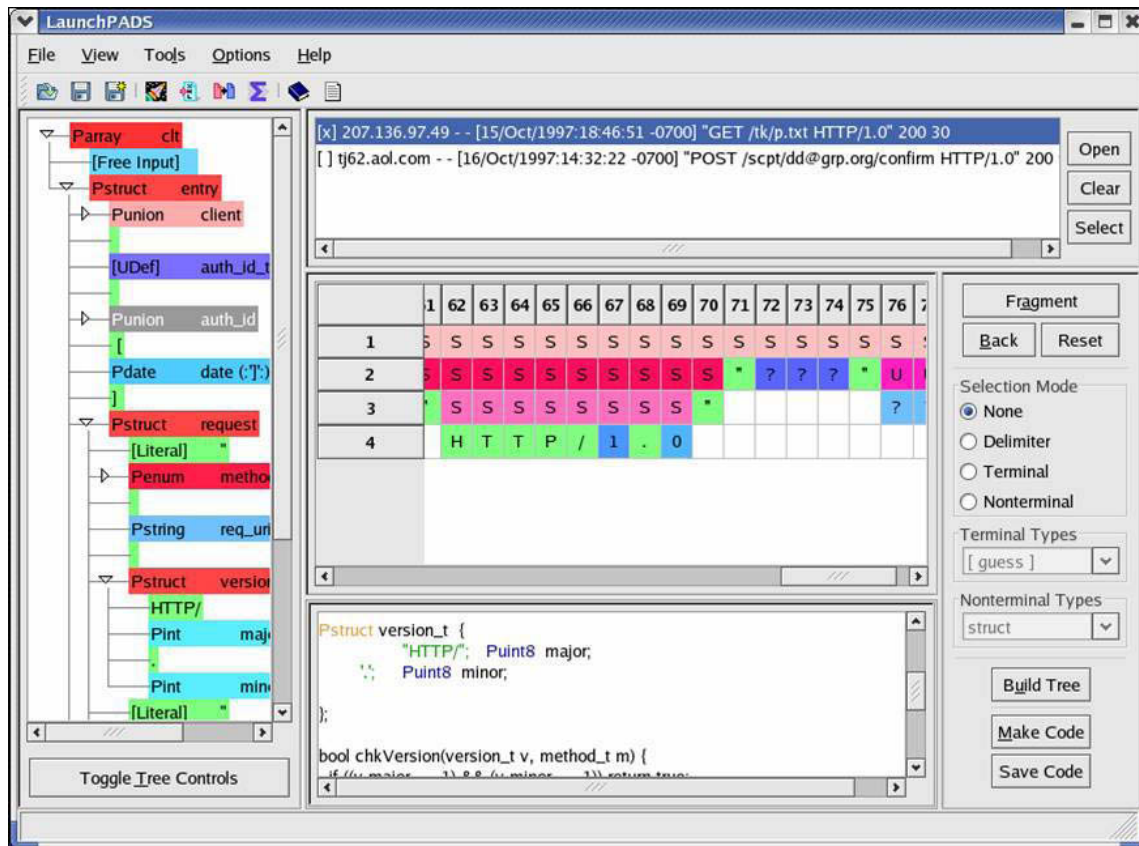 LaunchPADS
File View Tools Options Help
Parray clt
[Free Input]
Pstruct entry
Punion client
[UDef] auth_id_t
Punion auth_id
[
Pdate date (:']':)
]
Pstruct request
[Literal] "
Penum metho
Pstring req_uri
Pstruct version
HTTP/
Pint maj
.
Pint min
[Literal] "
Toggle Tree Controls
[x] 207.136.97.49 - - [15/Oct/1997:18:46:51 -0700] "GET /tk/p.txt HTTP/1.0" 200 30
[ ] tj62.aol.com - - [16/Oct/1997:14:32:22 -0700] "POST /scpt/dd@grp.org/confirm HTTP/1.0" 200
Open
Clear
Select
62 63 64 65 66 67 68 69 70 71 72 73 74 75 76
1 S S S S S S S S S S S S S S S S
2 S S S S S S S S S S " ? ? ? " U
3 " S S S S S S S S " ?
4 H T T P / 1 . 0
Fragment
Back Reset
Selection Mode
None
Delimiter
Terminal
Nonterminal
Terminal Types
[ guess ]
Nonterminal Types
struct
Build Tree
Make Code
Save Code
Pstruct version_t {
"HTTP/"; Puint8 major;
'.'; Puint8 minor;
};
bool chkVersion(version_t v, method_t m) {